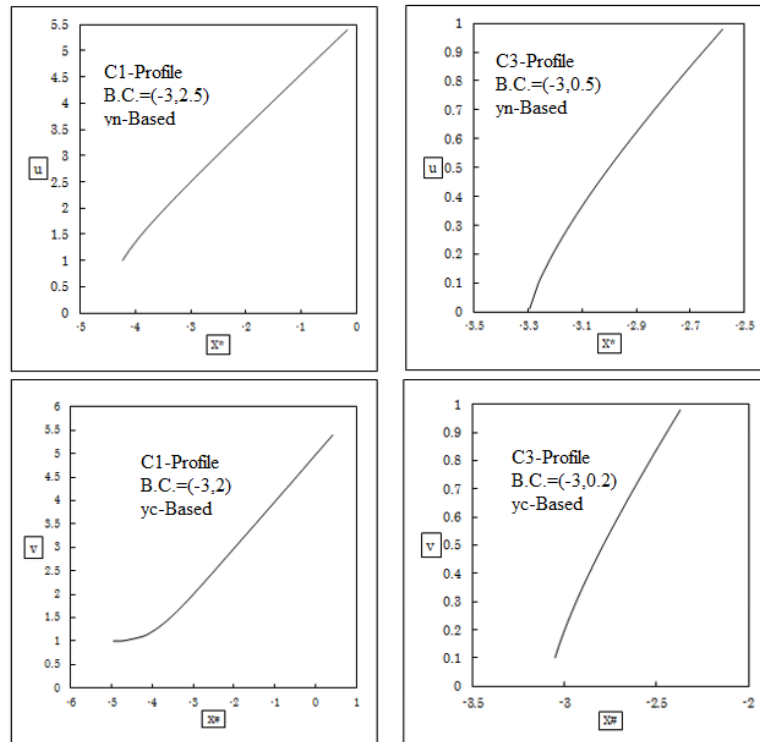 5.5
5
4.5
4
3.5
3
2.5
2
1.5
1
0.5
0
u
C1-Profile
B.C.=(-3,2.5)
yn-Based
-5 -4 -3 -2 -1 0
X*
1
0.9
0.8
0.7
0.6
0.5
0.4
0.3
0.2
0.1
0
u
C3-Profile
B.C.=(-3,0.5)
yn-Based
-3.5 -3.3 -3.1 -2.9 -2.7 -2.5
X*
6
5.5
5
4.5
4
3.5
3
2.5
2
1.5
1
0.5
0
v
C1-Profile
B.C.=(-3,2)
yc-Based
-6 -5 -4 -3 -2 -1 0 1
X#
1
0.9
0.8
0.7
0.6
0.5
0.4
0.3
0.2
0.1
0
v
C3-Profile
B.C.=(-3,0.2)
yc-Based
-3.5 -3 -2.5 -2
X#